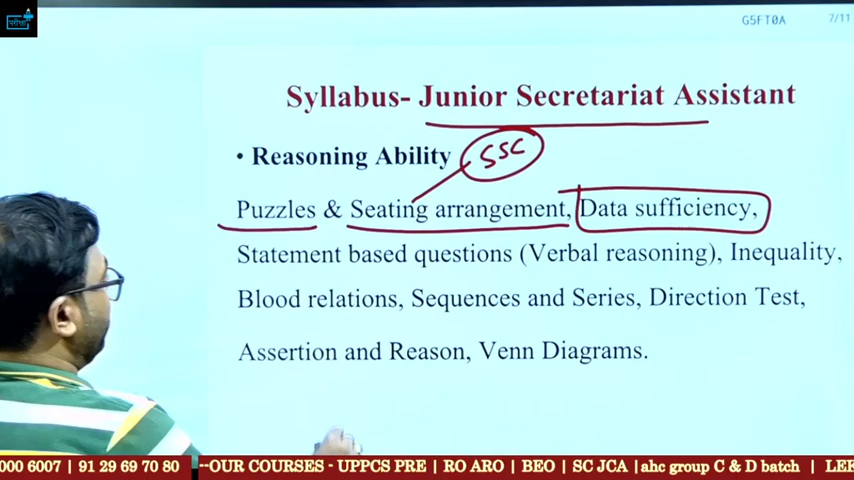 परीक्षा
G5FT0A
7/11
Syllabus- Junior Secretariat Assistant
• Reasoning Ability
SSC
Puzzles & Seating arrangement, Data sufficiency,
Statement based questions (Verbal reasoning), Inequality,
Blood relations, Sequences and Series, Direction Test,
Assertion and Reason, Venn Diagrams.
000 6007 | 91 29 69 70 80 --OUR COURSES - UPPCS PRE | RO ARO | BEO | SC JCA |ahc group C & D batch | LEE